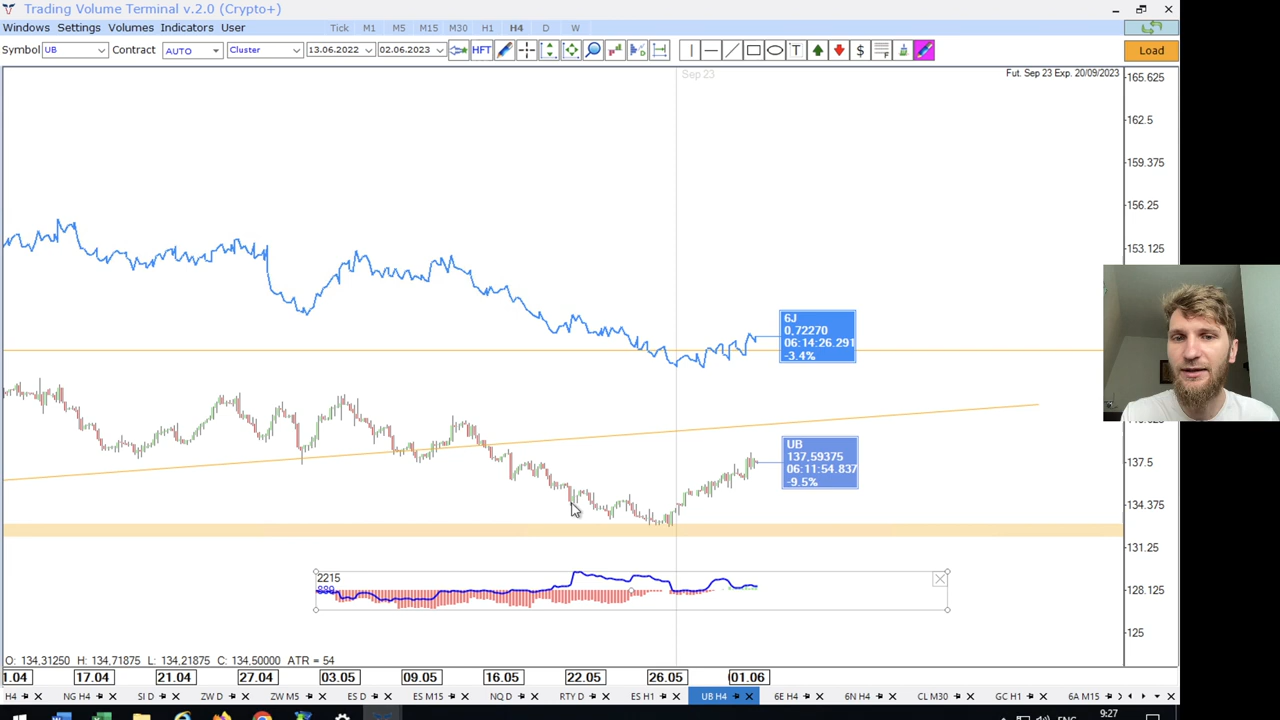 Trading Volume Terminal v.2.0 (Crypto+)
Windows Settings Volumes Indicators User Tick M1 M5 M15 M30 H1 H4 D W
Symbol UB Contract AUTO Cluster 13.06.2022 02.06.2023 HFT T F $ Load
Sep 23
Fut. Sep 23 Exp. 20/09/2023
165.625
162.5
159.375
156.25
153.125
6J
0,72270
06:14:26.291
-3.4%
UB
137,59375
06:11:54.837
-9.5%
137.5
134.375
131.25
128.125
125
2215
O: 134.31250 H: 134.71875 L: 134.21875 C: 134.50000 ATR = 54
17.04 21.04 27.04 03.05 09.05 16.05 22.05 26.05 01.06
H4 NG H4 SI D ZW D ZW M5 ES D ES M15 NQ D RTY D ES H1 UB H4 6E H4 6N H4 CL M30 GC H1 6A M15
9:27